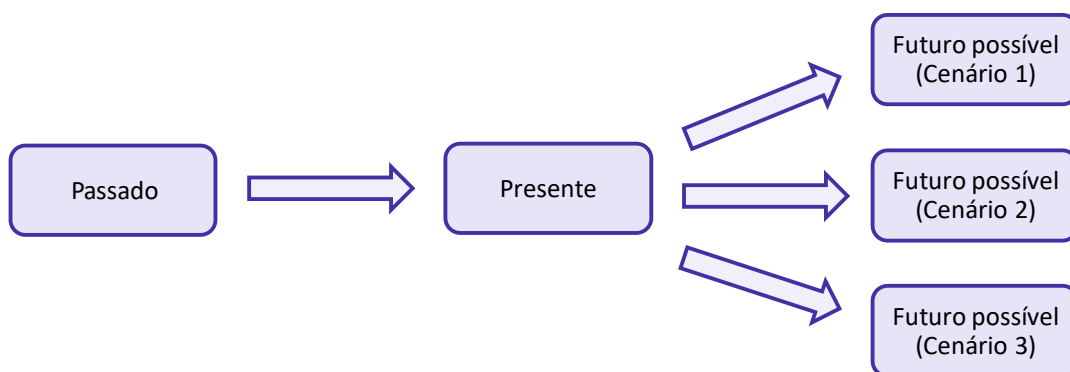 Passado
Presente
Futuro possível
(Cenário 1)
Futuro possível
(Cenário 2)
Futuro possível
(Cenário 3)